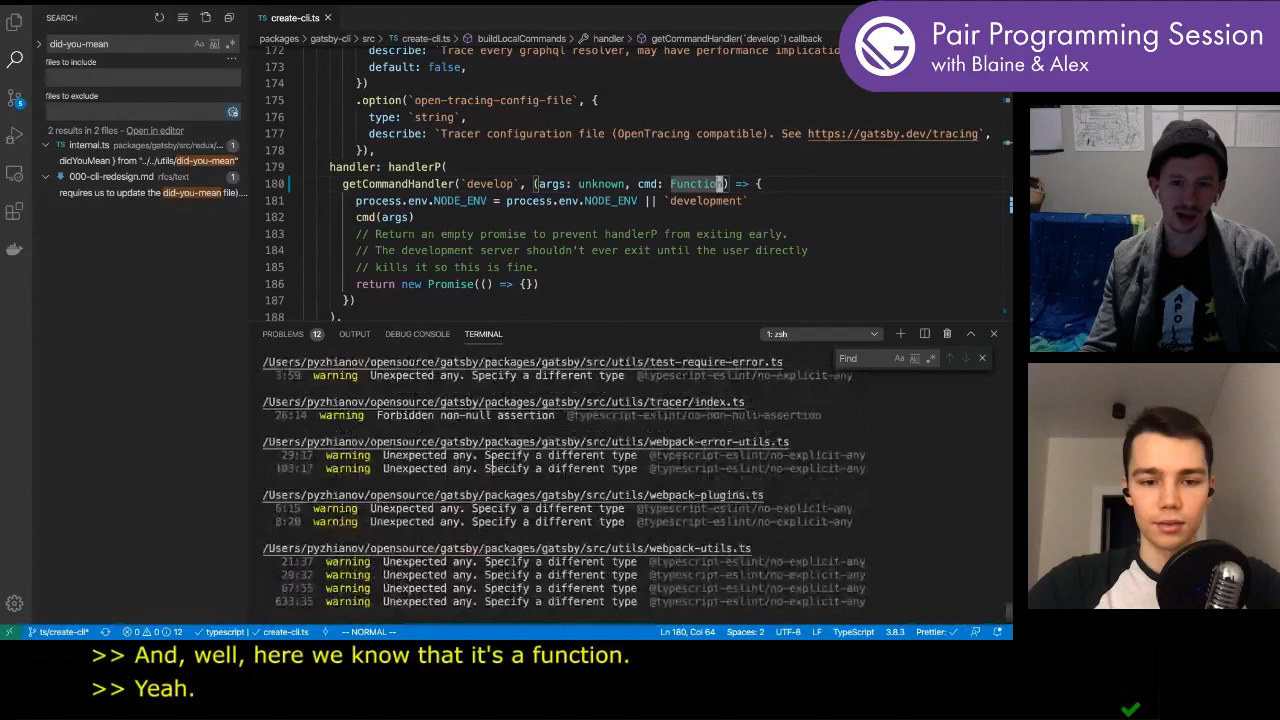 SEARCH
did-you-mean
files to include
files to exclude
2 results in 2 files - Open in editor
internal.ts packages/gatsby/src/redux/... 1
didYouMean } from "../../utils/did-you-mean"
000-cli-redesign.md rfcs/text 1
requires us to update the did-you-mean file)...
create-cli.ts
packages > gatsby-cli > src > create-cli.ts > buildLocalCommands > handler > getCommandHandler(`develop`) callback
172 describe: `Trace every graphql resolver, may have performance implicatio
173 default: false,
174 })
175 .option(`open-tracing-config-file`, {
176 type: `string`,
177 describe: `Tracer configuration file (OpenTracing compatible). See https://gatsby.dev/tracing`,
178 }),
179 handler: handlerP(
180 getCommandHandler(`develop`, (args: unknown, cmd: Function) => {
181 process.env.NODE_ENV = process.env.NODE_ENV || `development`
182 cmd(args)
183 // Return an empty promise to prevent handlerP from exiting early.
184 // The development server shouldn't ever exit until the user directly
185 // kills it so this is fine.
186 return new Promise(() => {})
187 })
188 ),
PROBLEMS 12 OUTPUT DEBUG CONSOLE TERMINAL 1: zsh
Find
/Users/pyzhianov/opensource/gatsby/packages/gatsby/src/utils/test-require-error.ts
3:59 warning Unexpected any. Specify a different type @typescript-eslint/no-explicit-any
/Users/pyzhianov/opensource/gatsby/packages/gatsby/src/utils/tracer/index.ts
26:14 warning Forbidden non-null assertion @typescript-eslint/no-non-null-assertion
/Users/pyzhianov/opensource/gatsby/packages/gatsby/src/utils/webpack-error-utils.ts
29:17 warning Unexpected any. Specify a different type @typescript-eslint/no-explicit-any
103:17 warning Unexpected any. Specify a different type @typescript-eslint/no-explicit-any
/Users/pyzhianov/opensource/gatsby/packages/gatsby/src/utils/webpack-plugins.ts
6:15 warning Unexpected any. Specify a different type @typescript-eslint/no-explicit-any
8:20 warning Unexpected any. Specify a different type @typescript-eslint/no-explicit-any
/Users/pyzhianov/opensource/gatsby/packages/gatsby/src/utils/webpack-utils.ts
21:37 warning Unexpected any. Specify a different type @typescript-eslint/no-explicit-any
29:37 warning Unexpected any. Specify a different type @typescript-eslint/no-explicit-any
67:55 warning Unexpected any. Specify a different type @typescript-eslint/no-explicit-any
633:35 warning Unexpected any. Specify a different type @typescript-eslint/no-explicit-any
ts/create-cli* 0 0 12 typescript | create-cli.ts -- NORMAL -- Ln 180, Col 64 Spaces: 2 UTF-8 LF TypeScript 3.8.3 Prettier:
Pair Programming Session
with Blaine & Alex
>> And, well, here we know that it's a function.
>> Yeah.